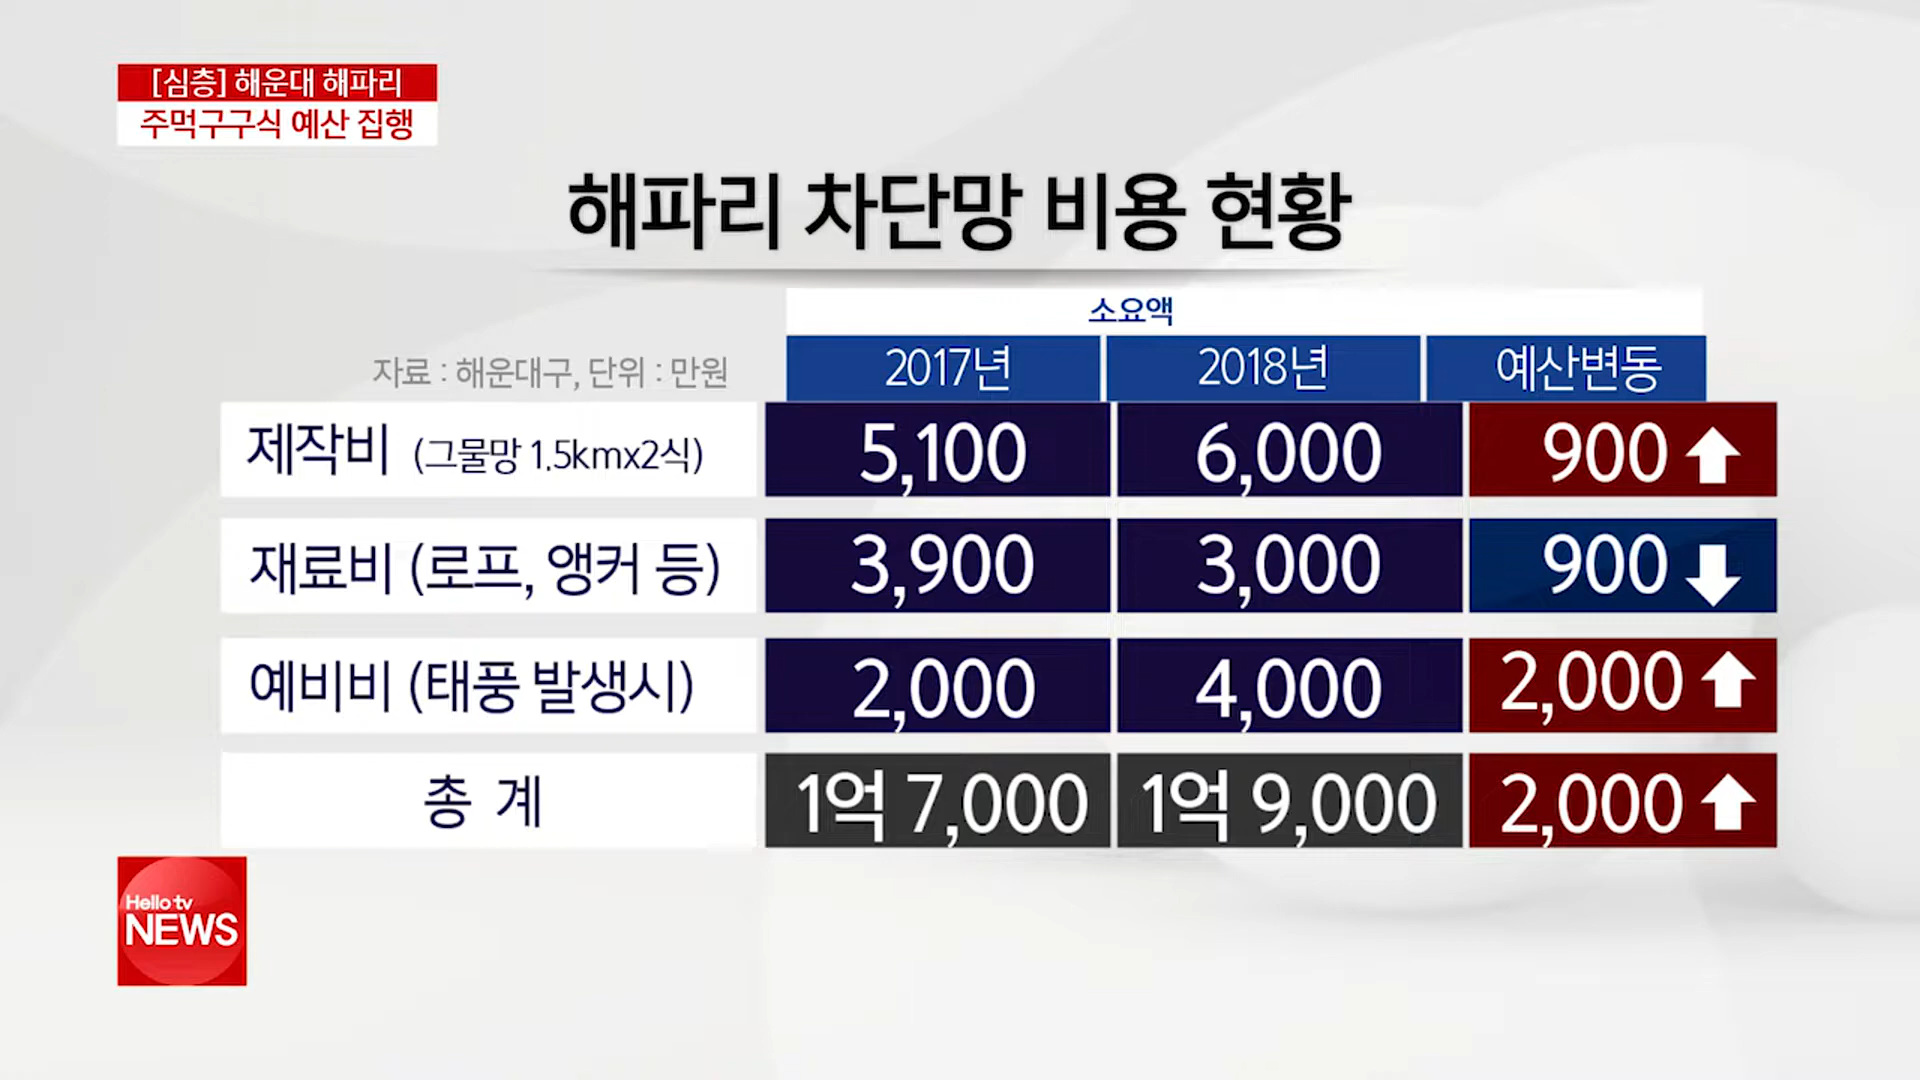 [심층] 해운대 해파리
주먹구구식 예산 집행
해파리 차단망 비용 현황
소요액
자료 : 해운대구, 단위 : 만원
2017년 2018년 예산변동
제작비 (그물망 1.5kmx2식) 5,100 6,000 900
재료비 (로프, 앵커 등) 3,900 3,000 900
예비비 (태풍 발생시) 2,000 4,000 2,000
총 계 1억 7,000 1억 9,000 2,000
Hello tv
NEWS